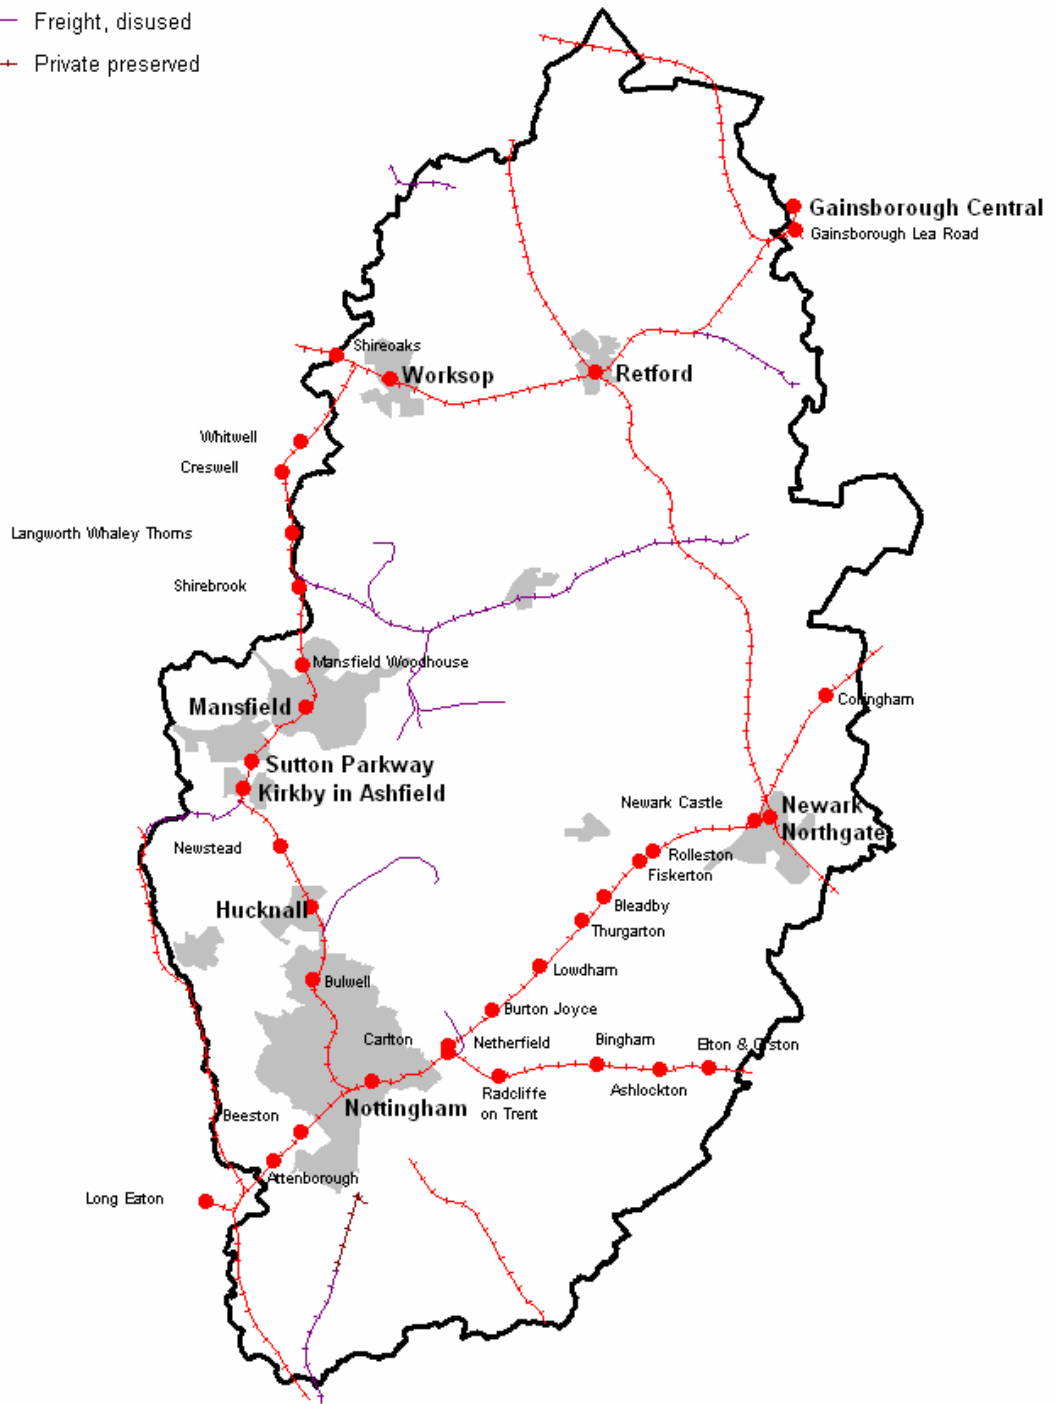 Freight, disused
Private preserved
Gainsborough Central
Gainsborough Lea Road
Shireoaks
Worksop
Retford
Whitwell
Creswell
Langworth Whaley Thorns
Shirebrook
Mansfield Woodhouse
Mansfield
Collingham
Sutton Parkway
Kirkby in Ashfield
Newark Castle
Newark
Northgate
Newstead
Rolleston
Fiskerton
Bleadby
Hucknall
Thurgarton
Lowdham
Bulwell
Burton Joyce
Carlton
Netherfield
Bingham
Elton & Orston
Ashlockton
Radcliffe
on Trent
Nottingham
Beeston
Attenborough
Long Eaton